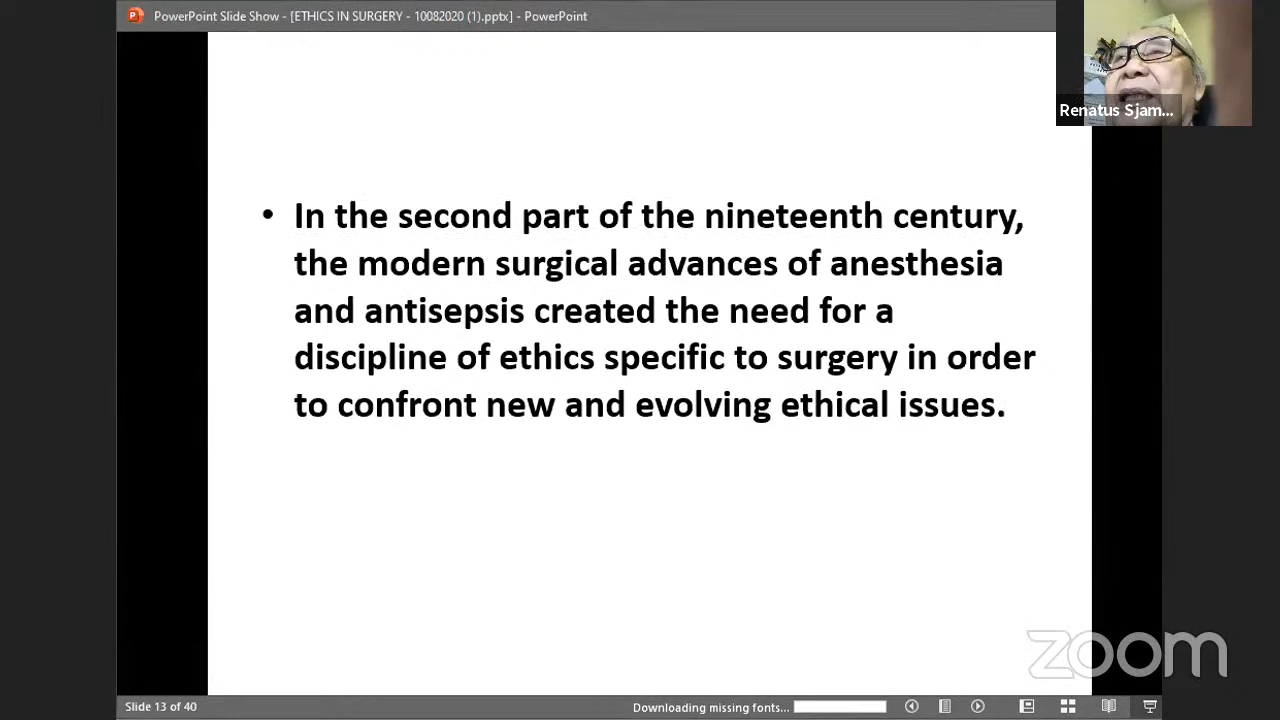 PowerPoint Slide Show - [ETHICS IN SURGERY - 10082020 (1).pptx] - PowerPoint
Renatus Sjam...
• In the second part of the nineteenth century,
the modern surgical advances of anesthesia
and antisepsis created the need for a
discipline of ethics specific to surgery in order
to confront new and evolving ethical issues.
zoom
Slide 13 of 40
Downloading missing fonts...